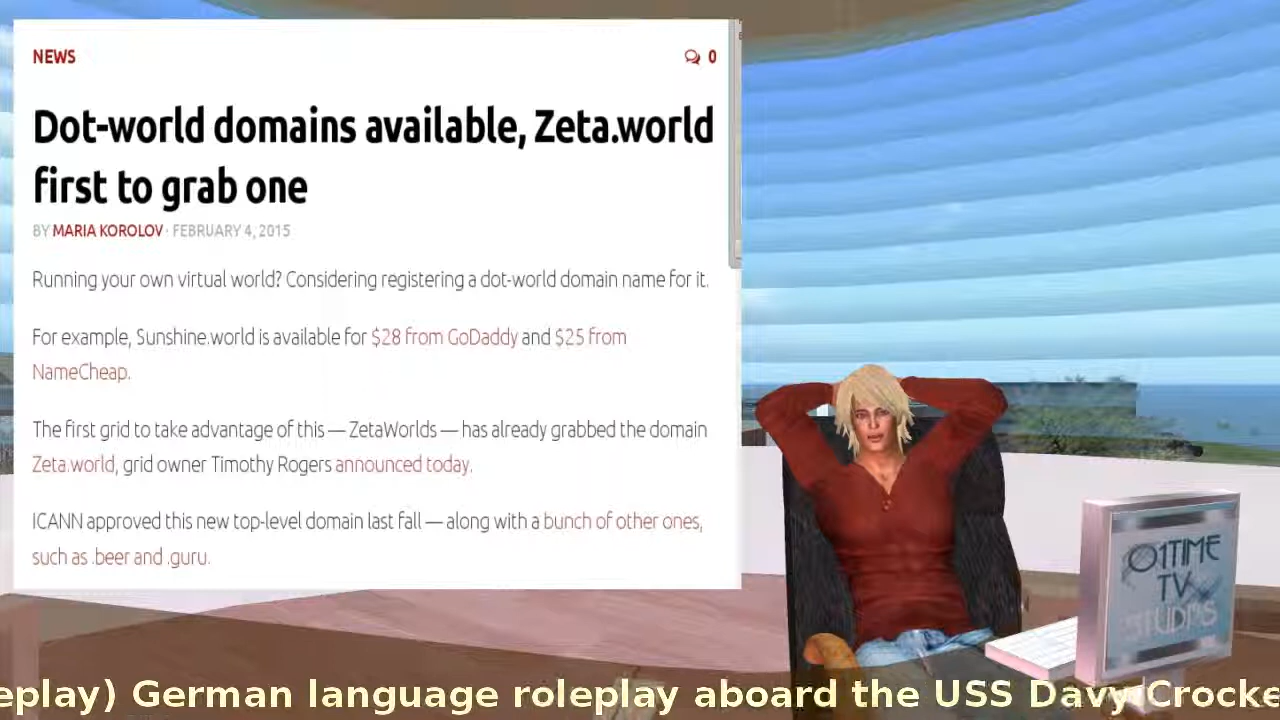 NEWS
0
Dot-world domains available, Zeta.world
first to grab one
BY MARIA KOROLOV · FEBRUARY 4, 2015
Running your own virtual world? Considering registering a dot-world domain name for it.
For example, Sunshine.world is available for $28 from GoDaddy and $25 from
NameCheap.
The first grid to take advantage of this — ZetaWorlds — has already grabbed the domain
Zeta.world, grid owner Timothy Rogers announced today.
ICANN approved this new top-level domain last fall — along with a bunch of other ones,
such as .beer and .guru.
01TIME
TV
STUDIOS
eplay) German language roleplay aboard the USS Davy Crocke